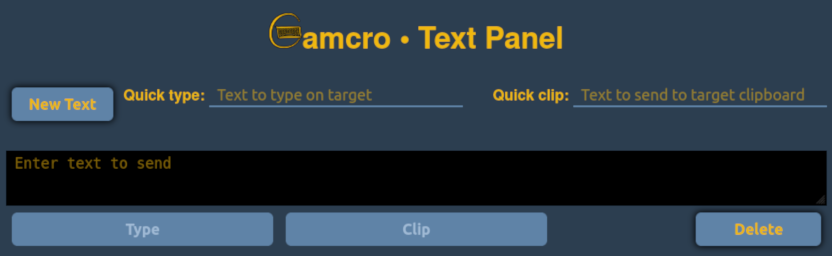 Gamcro • Text Panel
New Text Quick type: Text to type on target Quick clip: Text to send to target clipboard
Enter text to send
Type Clip Delete